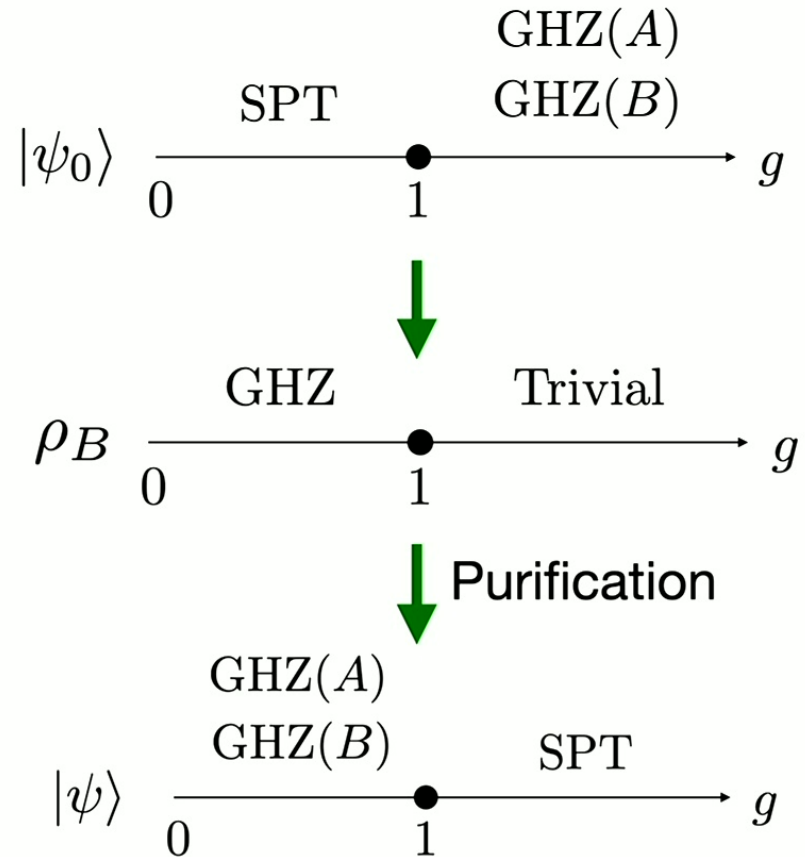 GHZ(A)
SPT GHZ(B)
|ψ₀⟩ g
0 1
GHZ Trivial
ρ_B g
0 1
Purification
GHZ(A)
GHZ(B) SPT
|ψ⟩ g
0 1